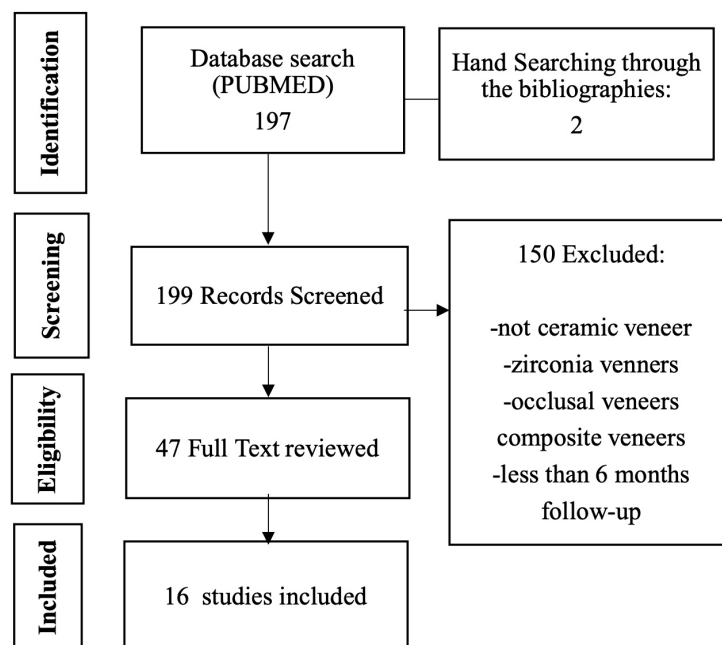 Identification
Database search
(PUBMED)
197
Hand Searching through
the bibliographies:
2
Screening
199 Records Screened
150 Excluded:
-not ceramic veneer
-zirconia venners
-occlusal veneers
composite veneers
-less than 6 months
follow-up
Eligibility
47 Full Text reviewed
Included
16 studies included